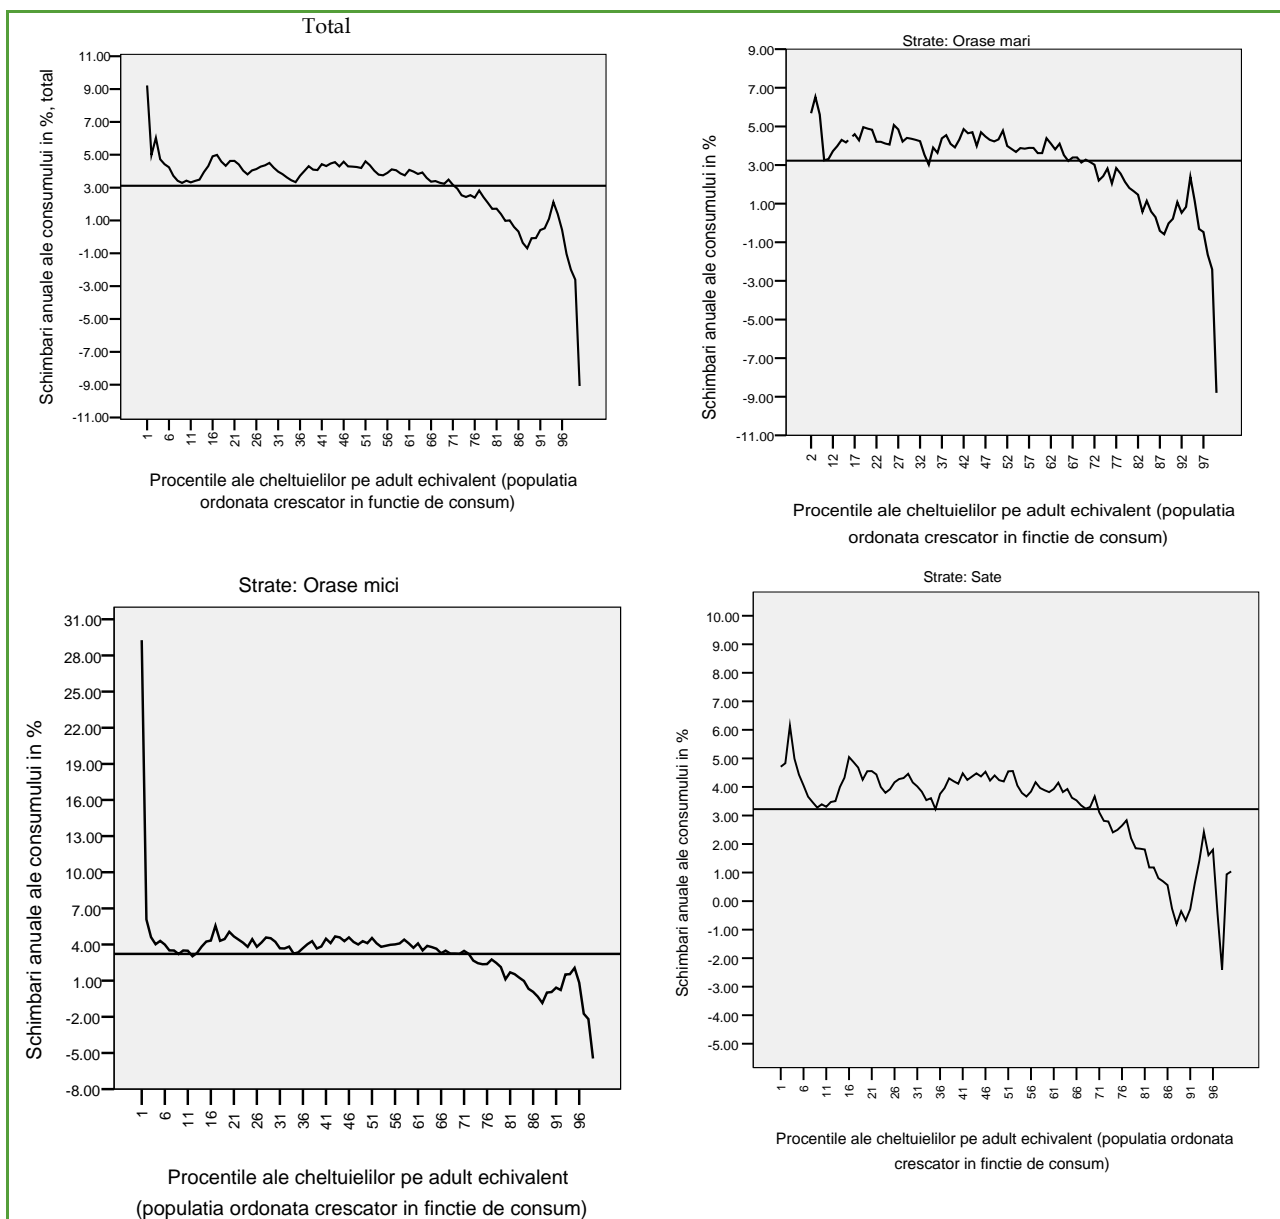 Total
Schimbari anuale ale consumului in %, total
11.00
9.00
7.00
5.00
3.00
1.00
-1.00
-3.00
-5.00
-7.00
-9.00
-11.00
1 6 11 16 21 26 31 36 41 46 51 56 61 66 71 76 81 86 91 96
Procentile ale cheltuielilor pe adult echivalent (populatia
ordonata crescator in functie de consum)
Strate: Orase mari
Schimbari anuale ale consumului in %
9.00
7.00
5.00
3.00
1.00
-1.00
-3.00
-5.00
-7.00
-9.00
-11.00
2 12 17 22 27 32 37 42 47 52 57 62 67 72 77 82 87 92 97
Procentile ale cheltuielilor pe adult echivalent (populatia
ordonata crescator in finctie de consum)
Strate: Orase mici
Schimbari anuale ale consumului in %
31.00
28.00
25.00
22.00
19.00
16.00
13.00
10.00
7.00
4.00
1.00
-2.00
-5.00
-8.00
1 6 11 16 21 26 31 36 41 46 51 56 61 66 71 76 81 86 91 96
Procentile ale cheltuielilor pe adult echivalent
(populatia ordonata crescator in finctie de consum)
Strate: Sate
Schimbari anuale ale consumului in %
10.00
9.00
8.00
7.00
6.00
5.00
4.00
3.00
2.00
1.00
0.00
-1.00
-2.00
-3.00
-4.00
-5.00
1 6 11 16 21 26 31 36 41 46 51 56 61 66 71 76 81 86 91 96
Procentile ale cheltuielilor pe adult echivalent (populatia ordonata
crescator in finctie de consum)